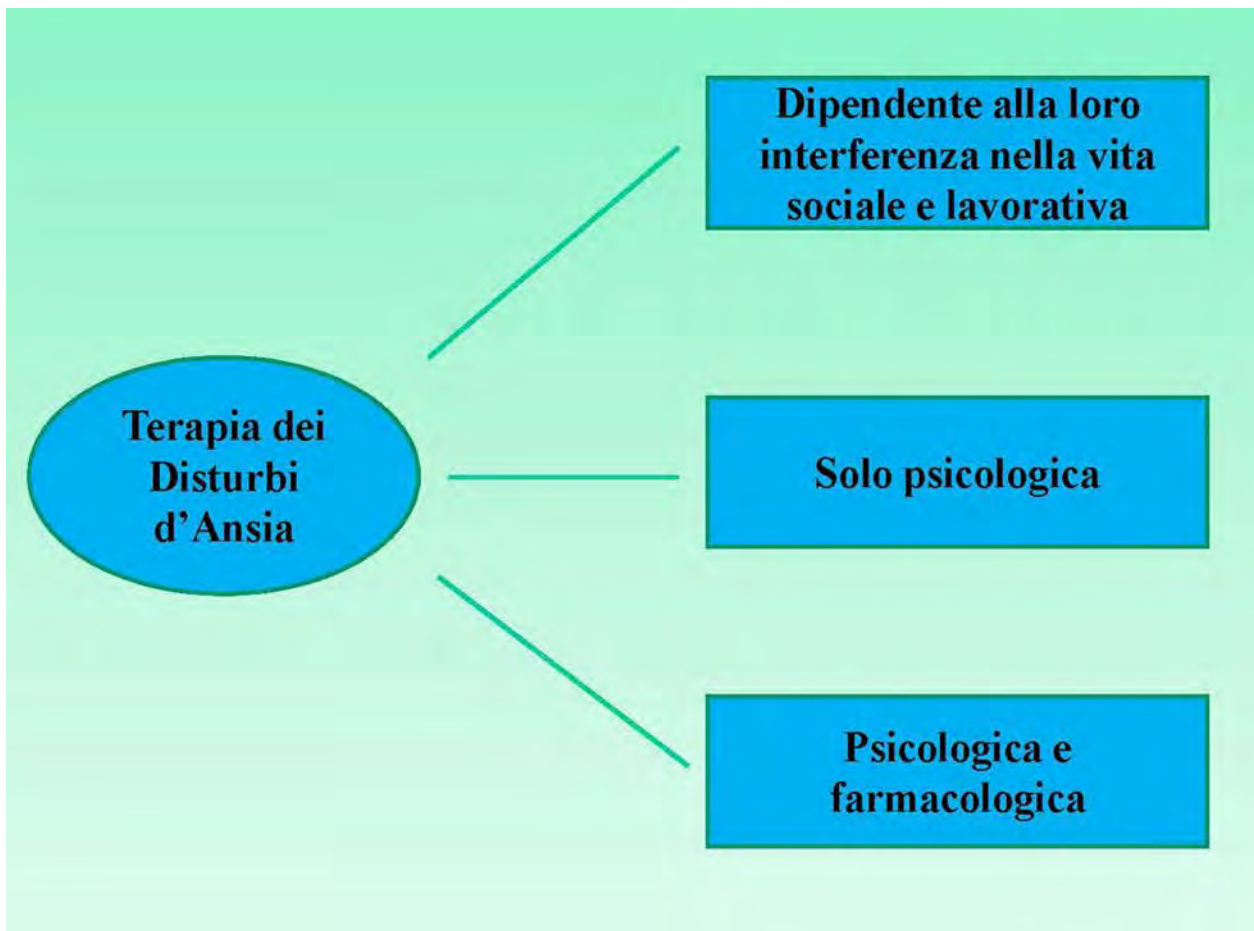 Dipendente alla loro
interferenza nella vita
sociale e lavorativa
Terapia dei
Disturbi
d’Ansia
Solo psicologica
Psicologica e
farmacologica